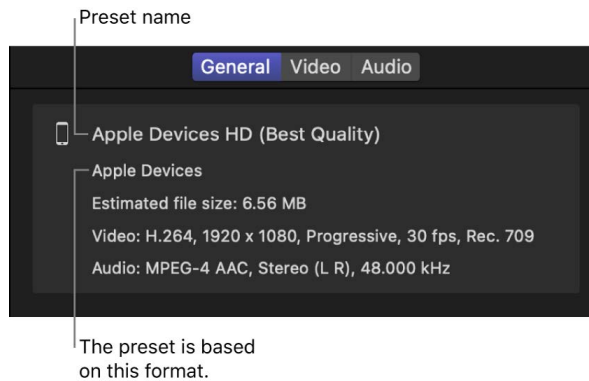 Preset name
General Video Audio
Apple Devices HD (Best Quality)
Apple Devices
Estimated file size: 6.56 MB
Video: H.264, 1920 x 1080, Progressive, 30 fps, Rec. 709
Audio: MPEG-4 AAC, Stereo (L R), 48.000 kHz
The preset is based
on this format.